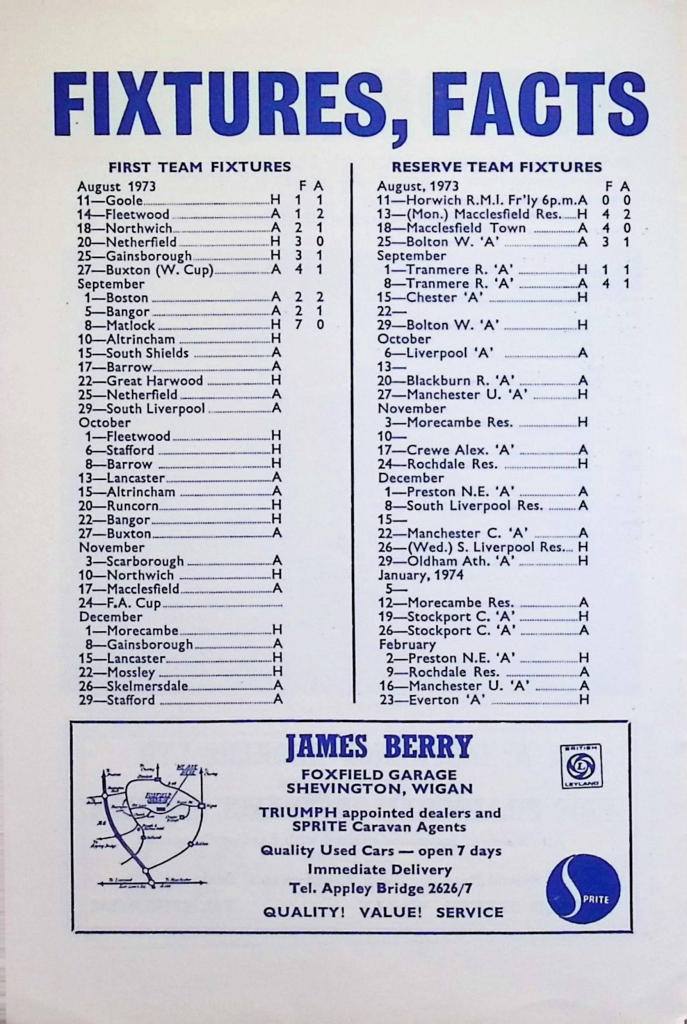 FIXTURES, FACTS
FIRST TEAM FIXTURES
August 1973 F A
11—Goole H 1 1
14—Fleetwood A 1 2
18—Northwich A 2 1
20—Netherfield H 3 0
25—Gainsborough H 3 1
27—Buxton (W. Cup) A 4 1
September
1—Boston A 2 2
5—Bangor A 2 1
8—Matlock H 7 0
10—Altrincham H
15—South Shields A
17—Barrow A
22—Great Harwood H
25—Netherfield A
29—South Liverpool A
October
1—Fleetwood H
6—Stafford H
8—Barrow H
13—Lancaster A
15—Altrincham A
20—Runcorn H
22—Bangor H
27—Buxton A
November
3—Scarborough A
10—Northwich H
17—Macclesfield A
24—F.A. Cup
December
1—Morecambe H
8—Gainsborough A
15—Lancaster H
22—Mossley H
26—Skelmersdale A
29—Stafford A
RESERVE TEAM FIXTURES
August, 1973 F A
11—Horwich R.M.I. Fr'ly 6p.m. A 0 0
13—(Mon.) Macclesfield Res. H 4 2
18—Macclesfield Town A 4 0
25—Bolton W. 'A' A 3 1
September
1—Tranmere R. 'A' H 1 1
8—Tranmere R. 'A' A 4 1
15—Chester 'A' H
22—
29—Bolton W. 'A' H
October
6—Liverpool 'A' A
13—
20—Blackburn R. 'A' A
27—Manchester U. 'A' H
November
3—Morecambe Res. H
10—
17—Crewe Alex. 'A' A
24—Rochdale Res. H
December
1—Preston N.E. 'A' A
8—South Liverpool Res. A
15—
22—Manchester C. 'A' A
26—(Wed.) S. Liverpool Res. H
29—Oldham Ath. 'A' H
January, 1974
5—
12—Morecambe Res. A
19—Stockport C. 'A' H
26—Stockport C. 'A' A
February
2—Preston N.E. 'A' H
9—Rochdale Res. A
16—Manchester U. 'A' A
23—Everton 'A' H
JAMES BERRY
FOXFIELD GARAGE
SHEVINGTON, WIGAN
TRIUMPH appointed dealers and
SPRITE Caravan Agents
Quality Used Cars — open 7 days
Immediate Delivery
Tel. Appley Bridge 2626/7
QUALITY! VALUE! SERVICE
BRITISH
L
LEYLAND
SPRITE